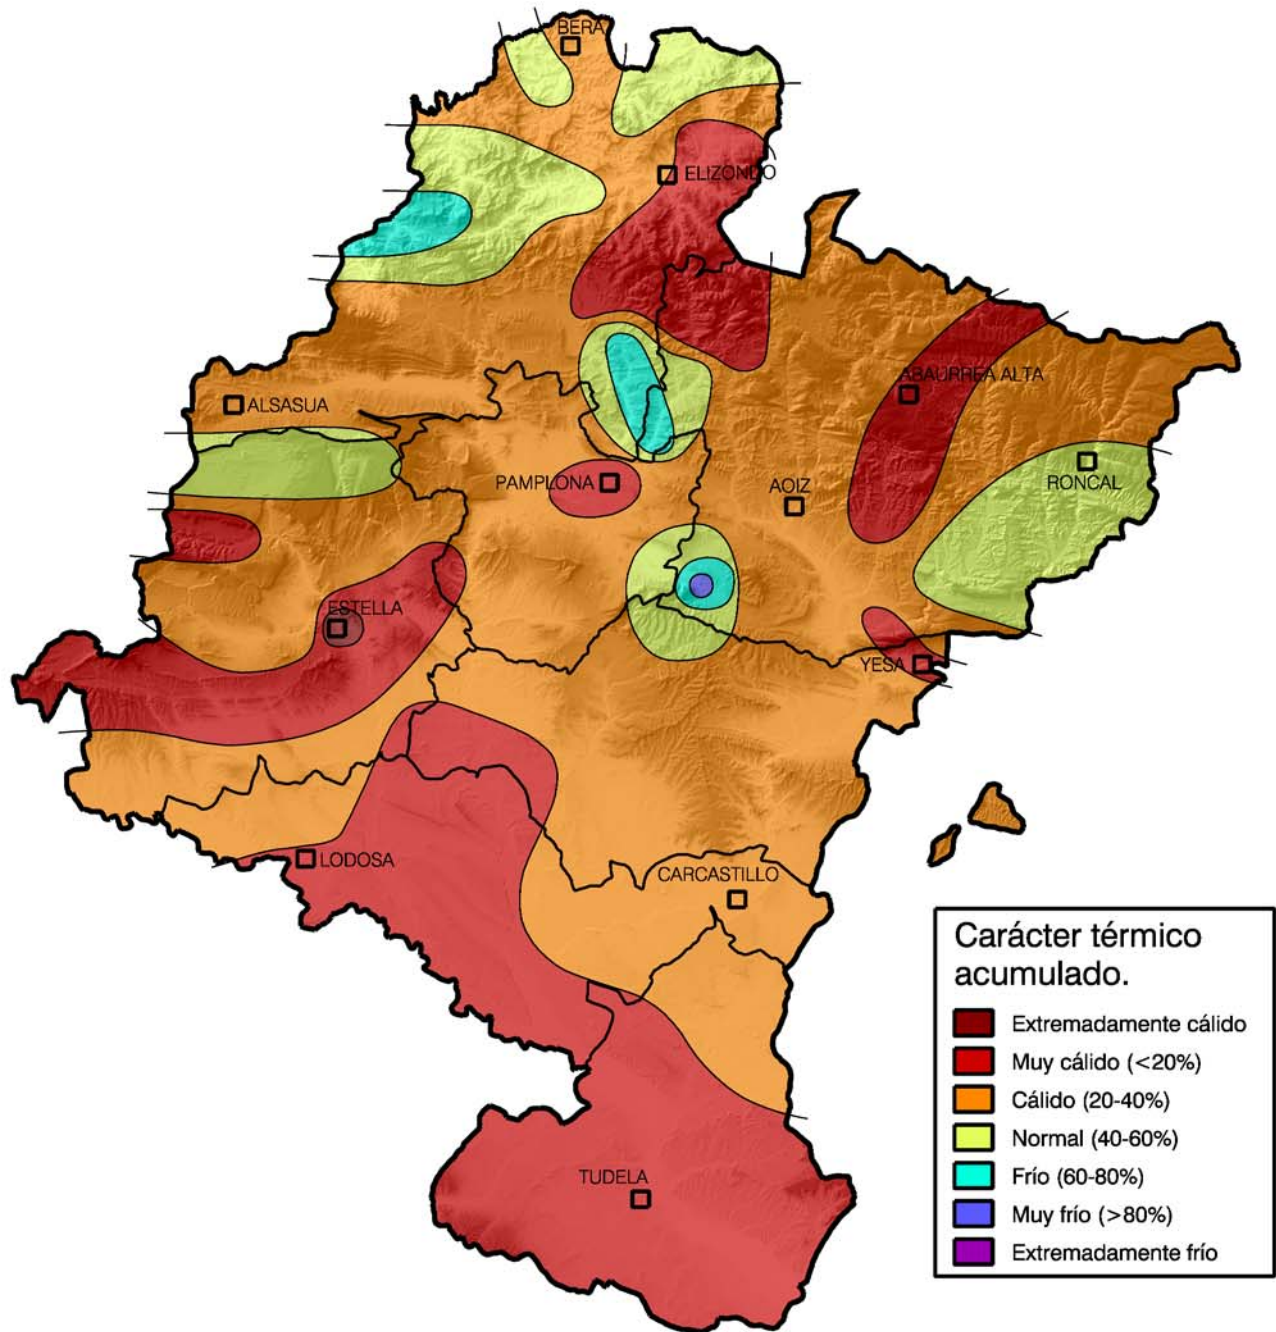 BERA
ELIZONDO
ABAURREA ALTA
ALSASUA
PAMPLONA
AOIZ
RONCAL
ESTELLA
YESA
LODOSA
CARCASTILLO
TUDELA
Carácter térmico
acumulado.
Extremadamente cálido
Muy cálido (<20%)
Cálido (20-40%)
Normal (40-60%)
Frío (60-80%)
Muy frío (>80%)
Extremadamente frío